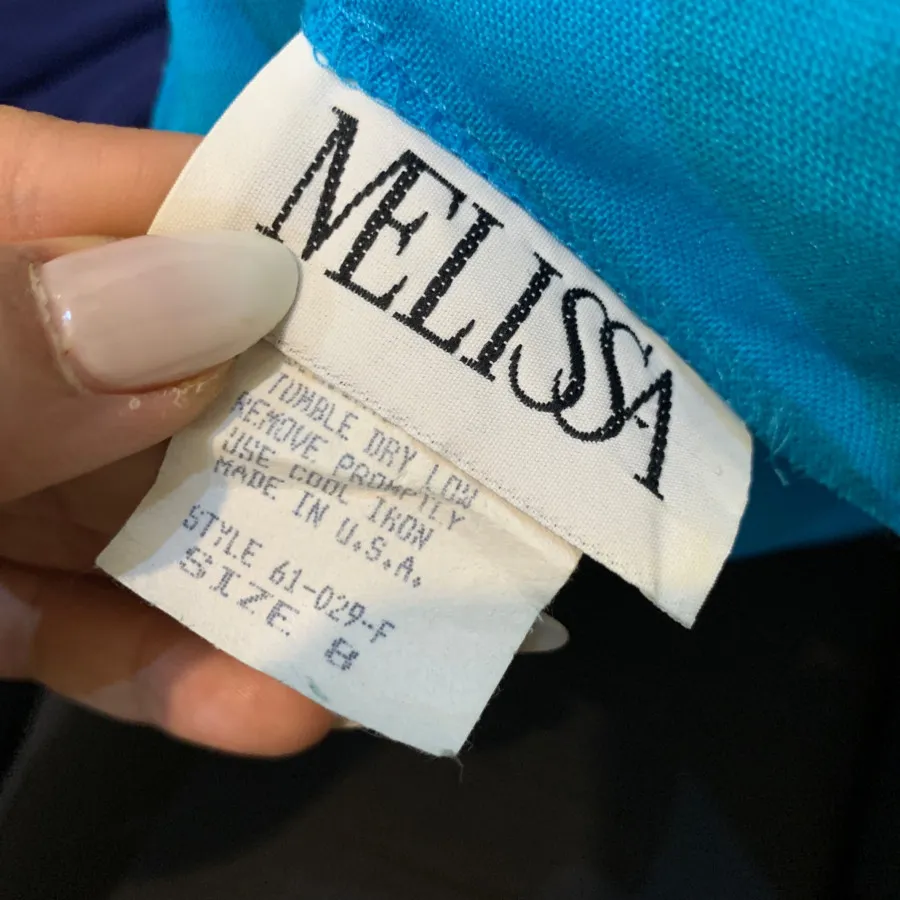 MELISSA
TUMBLE DRY LOW
REMOVE PROMPTLY
USE COOL IRON
MADE IN U.S.A.
STYLE 61-029-F
SIZE 8